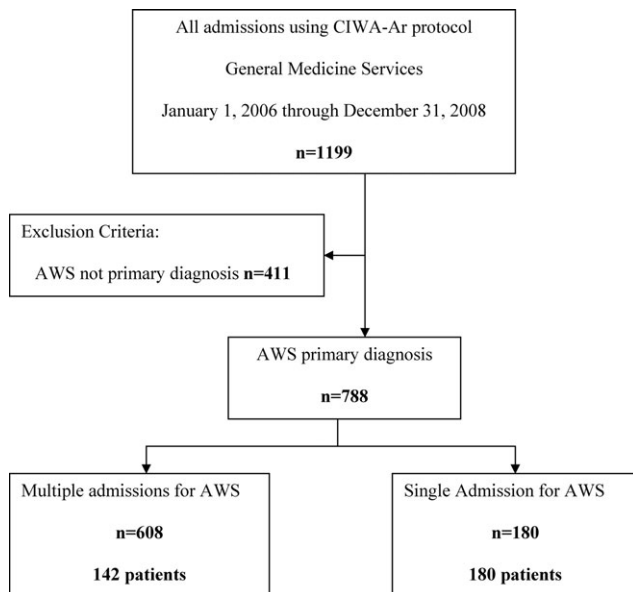 All admissions using CIWA-Ar protocol
General Medicine Services
January 1, 2006 through December 31, 2008
n=1199
Exclusion Criteria:
AWS not primary diagnosis n=411
AWS primary diagnosis
n=788
Multiple admissions for AWS
n=608
142 patients
Single Admission for AWS
n=180
180 patients